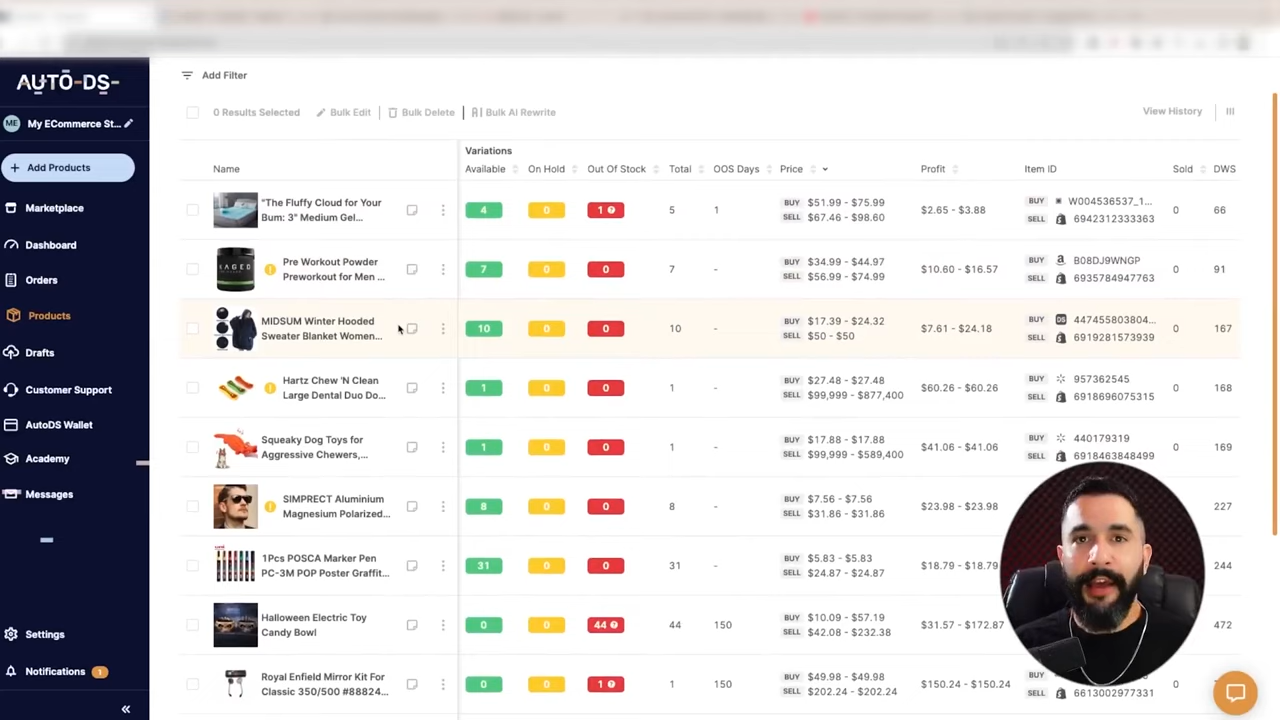 AUTO-DS-
ME My ECommerce St...
+ Add Products
Marketplace
Dashboard
Orders
Products
Drafts
Customer Support
AutoDS Wallet
Academy
Messages
Settings
Notifications 1
«
Add Filter
0 Results Selected Bulk Edit Bulk Delete AI Bulk AI Rewrite View History
Variations
Name Available On Hold Out Of Stock Total OOS Days Price Profit Item ID Sold DWS
"The Fluffy Cloud for Your
Bum: 3" Medium Gel...
4 0 1 5 1
BUY $51.99 - $75.99
SELL $67.46 - $98.60
$2.65 - $3.88
BUY W004536537_1...
SELL 6942312333363
0 66
KAGED
Pre Workout Powder
Preworkout for Men ...
7 0 0 7 -
BUY $34.99 - $44.97
SELL $56.99 - $74.99
$10.60 - $16.57
BUY a B08DJ9WNGP
SELL 6935784947763
0 91
MIDSUM Winter Hooded
Sweater Blanket Women...
10 0 0 10 -
BUY $17.39 - $24.32
SELL $50 - $50
$7.61 - $24.18
BUY DS 447455803804...
SELL 6919281573939
0 167
Hartz Chew 'N Clean
Large Dental Duo Do...
1 0 0 1 -
BUY $27.48 - $27.48
SELL $99,999 - $877,400
$60.26 - $60.26
BUY 957362545
SELL 6918696075315
0 168
Squeaky Dog Toys for
Aggressive Chewers,...
1 0 0 1 -
BUY $17.88 - $17.88
SELL $99,999 - $589,400
$41.06 - $41.06
BUY 440179319
SELL 6918463848499
0 169
SIMPRECT Aluminium
Magnesium Polarized...
8 0 0 8 -
BUY $7.56 - $7.56
SELL $31.86 - $31.86
$23.98 - $23.98
227
1Pcs POSCA Marker Pen
PC-3M POP Poster Graffit...
31 0 0 31 -
BUY $5.83 - $5.83
SELL $24.87 - $24.87
$18.79 - $18.79
244
Halloween Electric Toy
Candy Bowl
0 0 44 44 150
BUY $10.09 - $57.19
SELL $42.08 - $232.38
$31.57 - $172.87
472
Royal Enfield Mirror Kit For
Classic 350/500 #88824...
0 0 1 1 150
BUY $49.98 - $49.98
SELL $202.24 - $202.24
$150.24 - $150.24
BUY
SELL 6613002977331